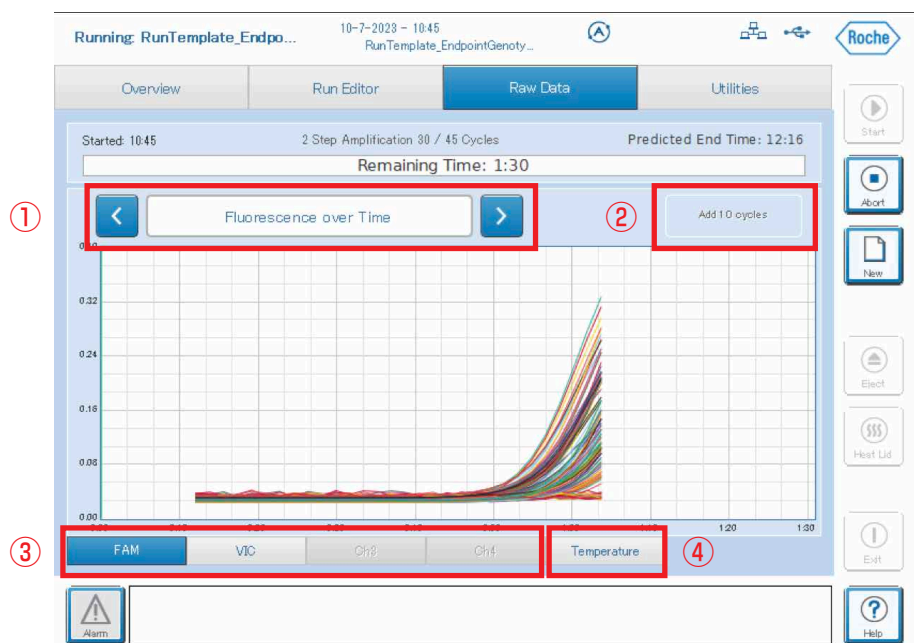 Running: RunTemplate_Endpo...
10-7-2023 - 10:45
RunTemplate_EndpointGenoty...
Roche
Overview
Run Editor
Raw Data
Utilities
Started: 10:45
2 Step Amplification 30 / 45 Cycles
Predicted End Time: 12:16
Remaining Time: 1:30
①
Fluorescence over Time
②
Add 10 cycles
0.32
0.24
0.16
0.08
0.00
1:20
1:30
③
FAM
VIC
Ch3
Ch4
Temperature
④
Start
Abort
New
Eject
Heat Lid
Exit
Alarm
Help